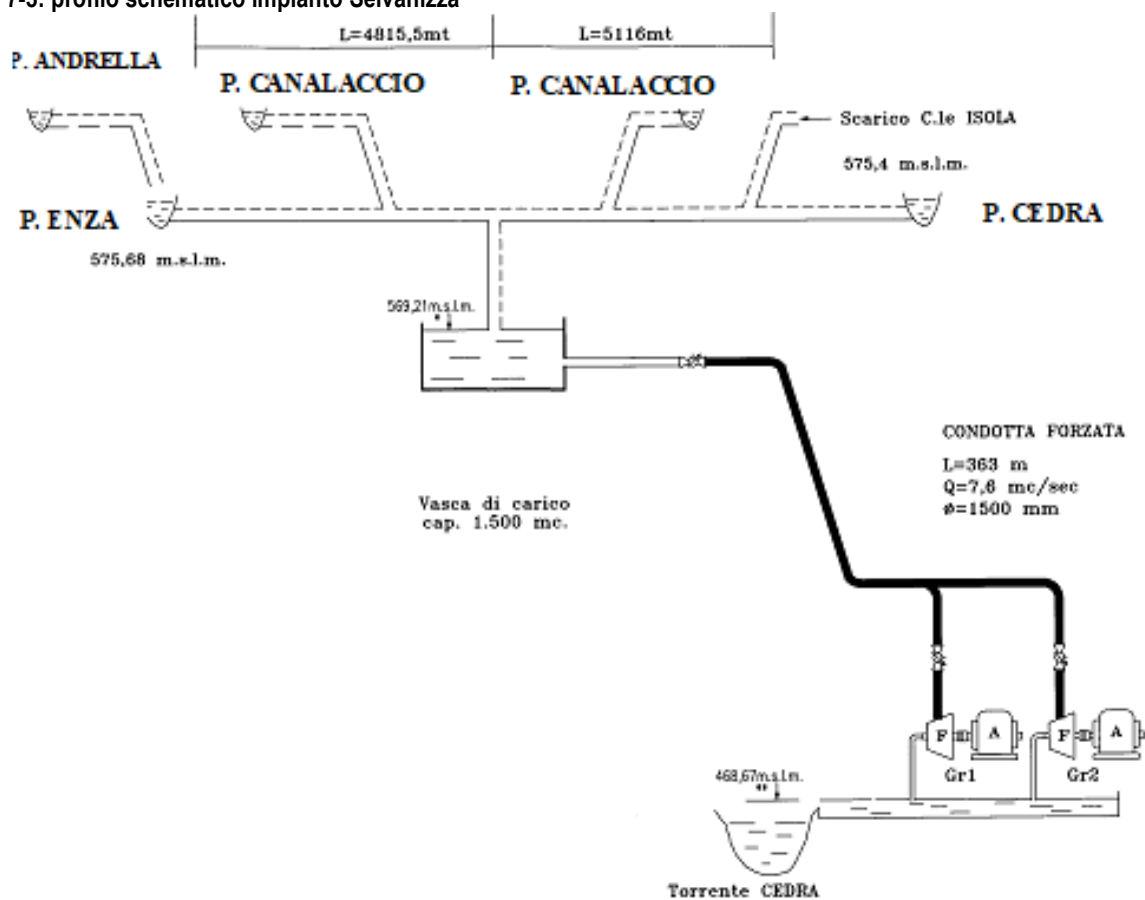 7-3: profilo schematico impianto Selvanizza
L=4815,5mt
L=5116mt
P. ANDRELLA
P. CANALACCIO
P. CANALACCIO
Scarico C.le ISOLA
575,4 m.s.l.m.
P. ENZA
P. CEDRA
575,68 m.s.l.m.
569,21m.s.l.m.
*
CONDOTTA FORZATA
L=363 m
Q=7,6 mc/sec
ø=1500 mm
Vasca di carico
cap. 1.500 mc.
F
A
F
A
Gr1
Gr2
468,67m.s.l.m.
**
Torrente CEDRA